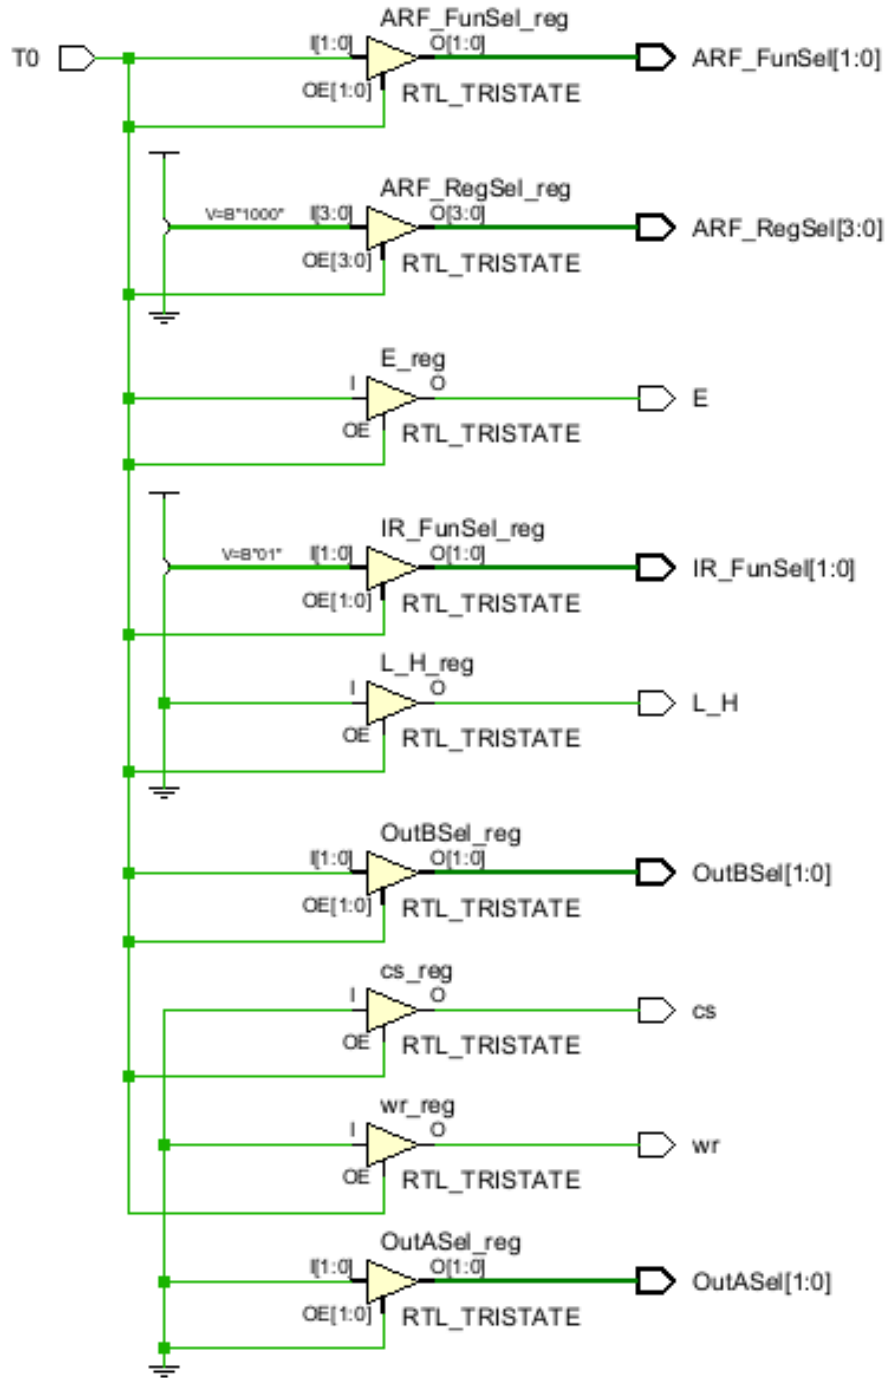 ARF_FunSel_reg
T0 I[1:0] O[1:0] ARF_FunSel[1:0]
OE[1:0] RTL_TRISTATE
ARF_RegSel_reg
V=B"1000" I[3:0] O[3:0] ARF_RegSel[3:0]
OE[3:0] RTL_TRISTATE
E_reg
I O E
OE RTL_TRISTATE
IR_FunSel_reg
V=B"01" I[1:0] O[1:0] IR_FunSel[1:0]
OE[1:0] RTL_TRISTATE
L_H_reg
I O L_H
OE RTL_TRISTATE
OutBSel_reg
I[1:0] O[1:0] OutBSel[1:0]
OE[1:0] RTL_TRISTATE
cs_reg
I O cs
OE RTL_TRISTATE
wr_reg
I O wr
OE RTL_TRISTATE
OutASel_reg
I[1:0] O[1:0] OutASel[1:0]
OE[1:0] RTL_TRISTATE